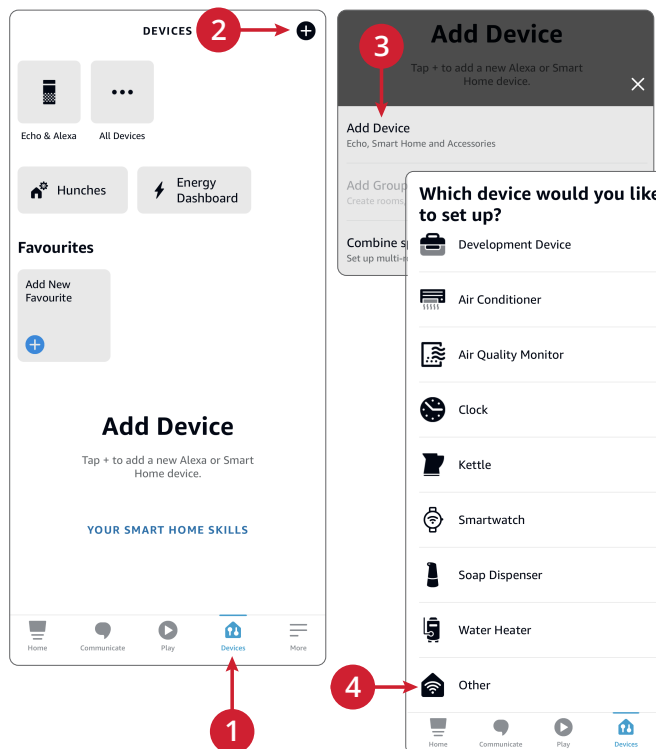 DEVICES
2
Echo & Alexa
All Devices
Hunches
Energy
Dashboard
Favourites
Add New
Favourite
Add Device
Tap + to add a new Alexa or Smart
Home device.
YOUR SMART HOME SKILLS
Home
Communicate
Play
Devices
More
1
Add Device
3
Tap + to add a new Alexa or Smart
Home device.
Add Device
Echo, Smart Home and Accessories
Add Group
Create rooms,
Combine sp
Set up multi-r
Which device would you like
to set up?
Development Device
Air Conditioner
Air Quality Monitor
Clock
Kettle
Smartwatch
Soap Dispenser
Water Heater
4
Other
Home
Communicate
Play
Devices